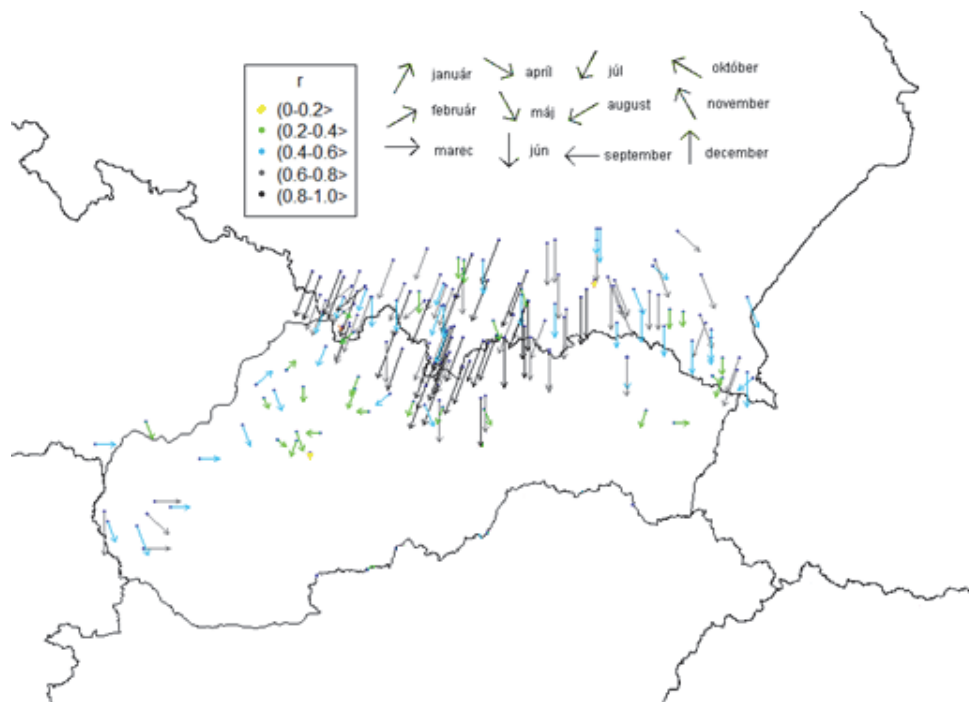 r
(0-0.2>
(0.2-0.4>
(0.4-0.6>
(0.6-0.8>
(0.8-1.0>
január apríl júl október
február máj august november
marec jún september december